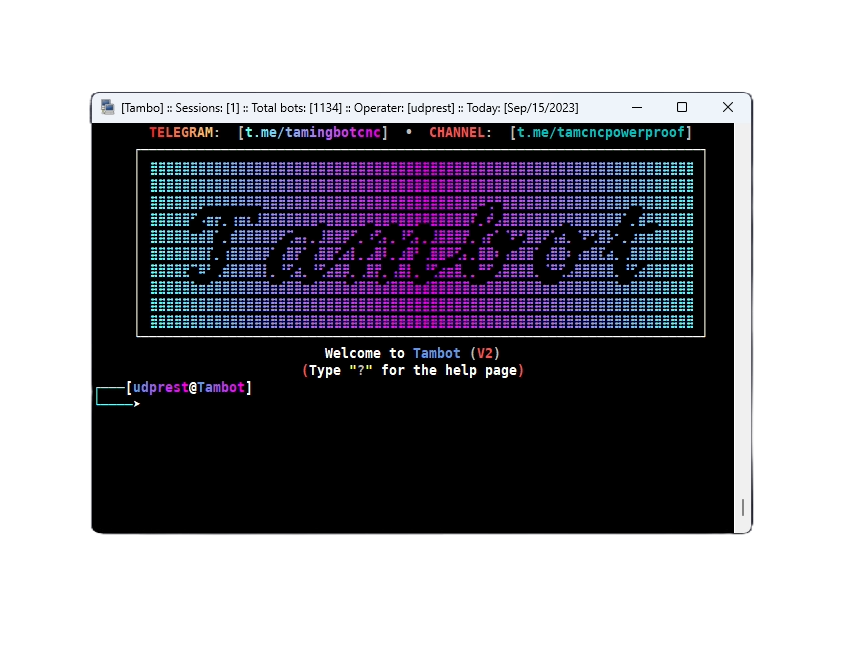 [Tambo] :: Sessions: [1] :: Total bots: [1134] :: Operater: [udprest] :: Today: [Sep/15/2023]
TELEGRAM: [t.me/tamingbotcnc] • CHANNEL: [t.me/tamcncpowerproof]
Tambot
Welcome to Tambot (V2)
(Type "?" for the help page)
[udprest@Tambot]